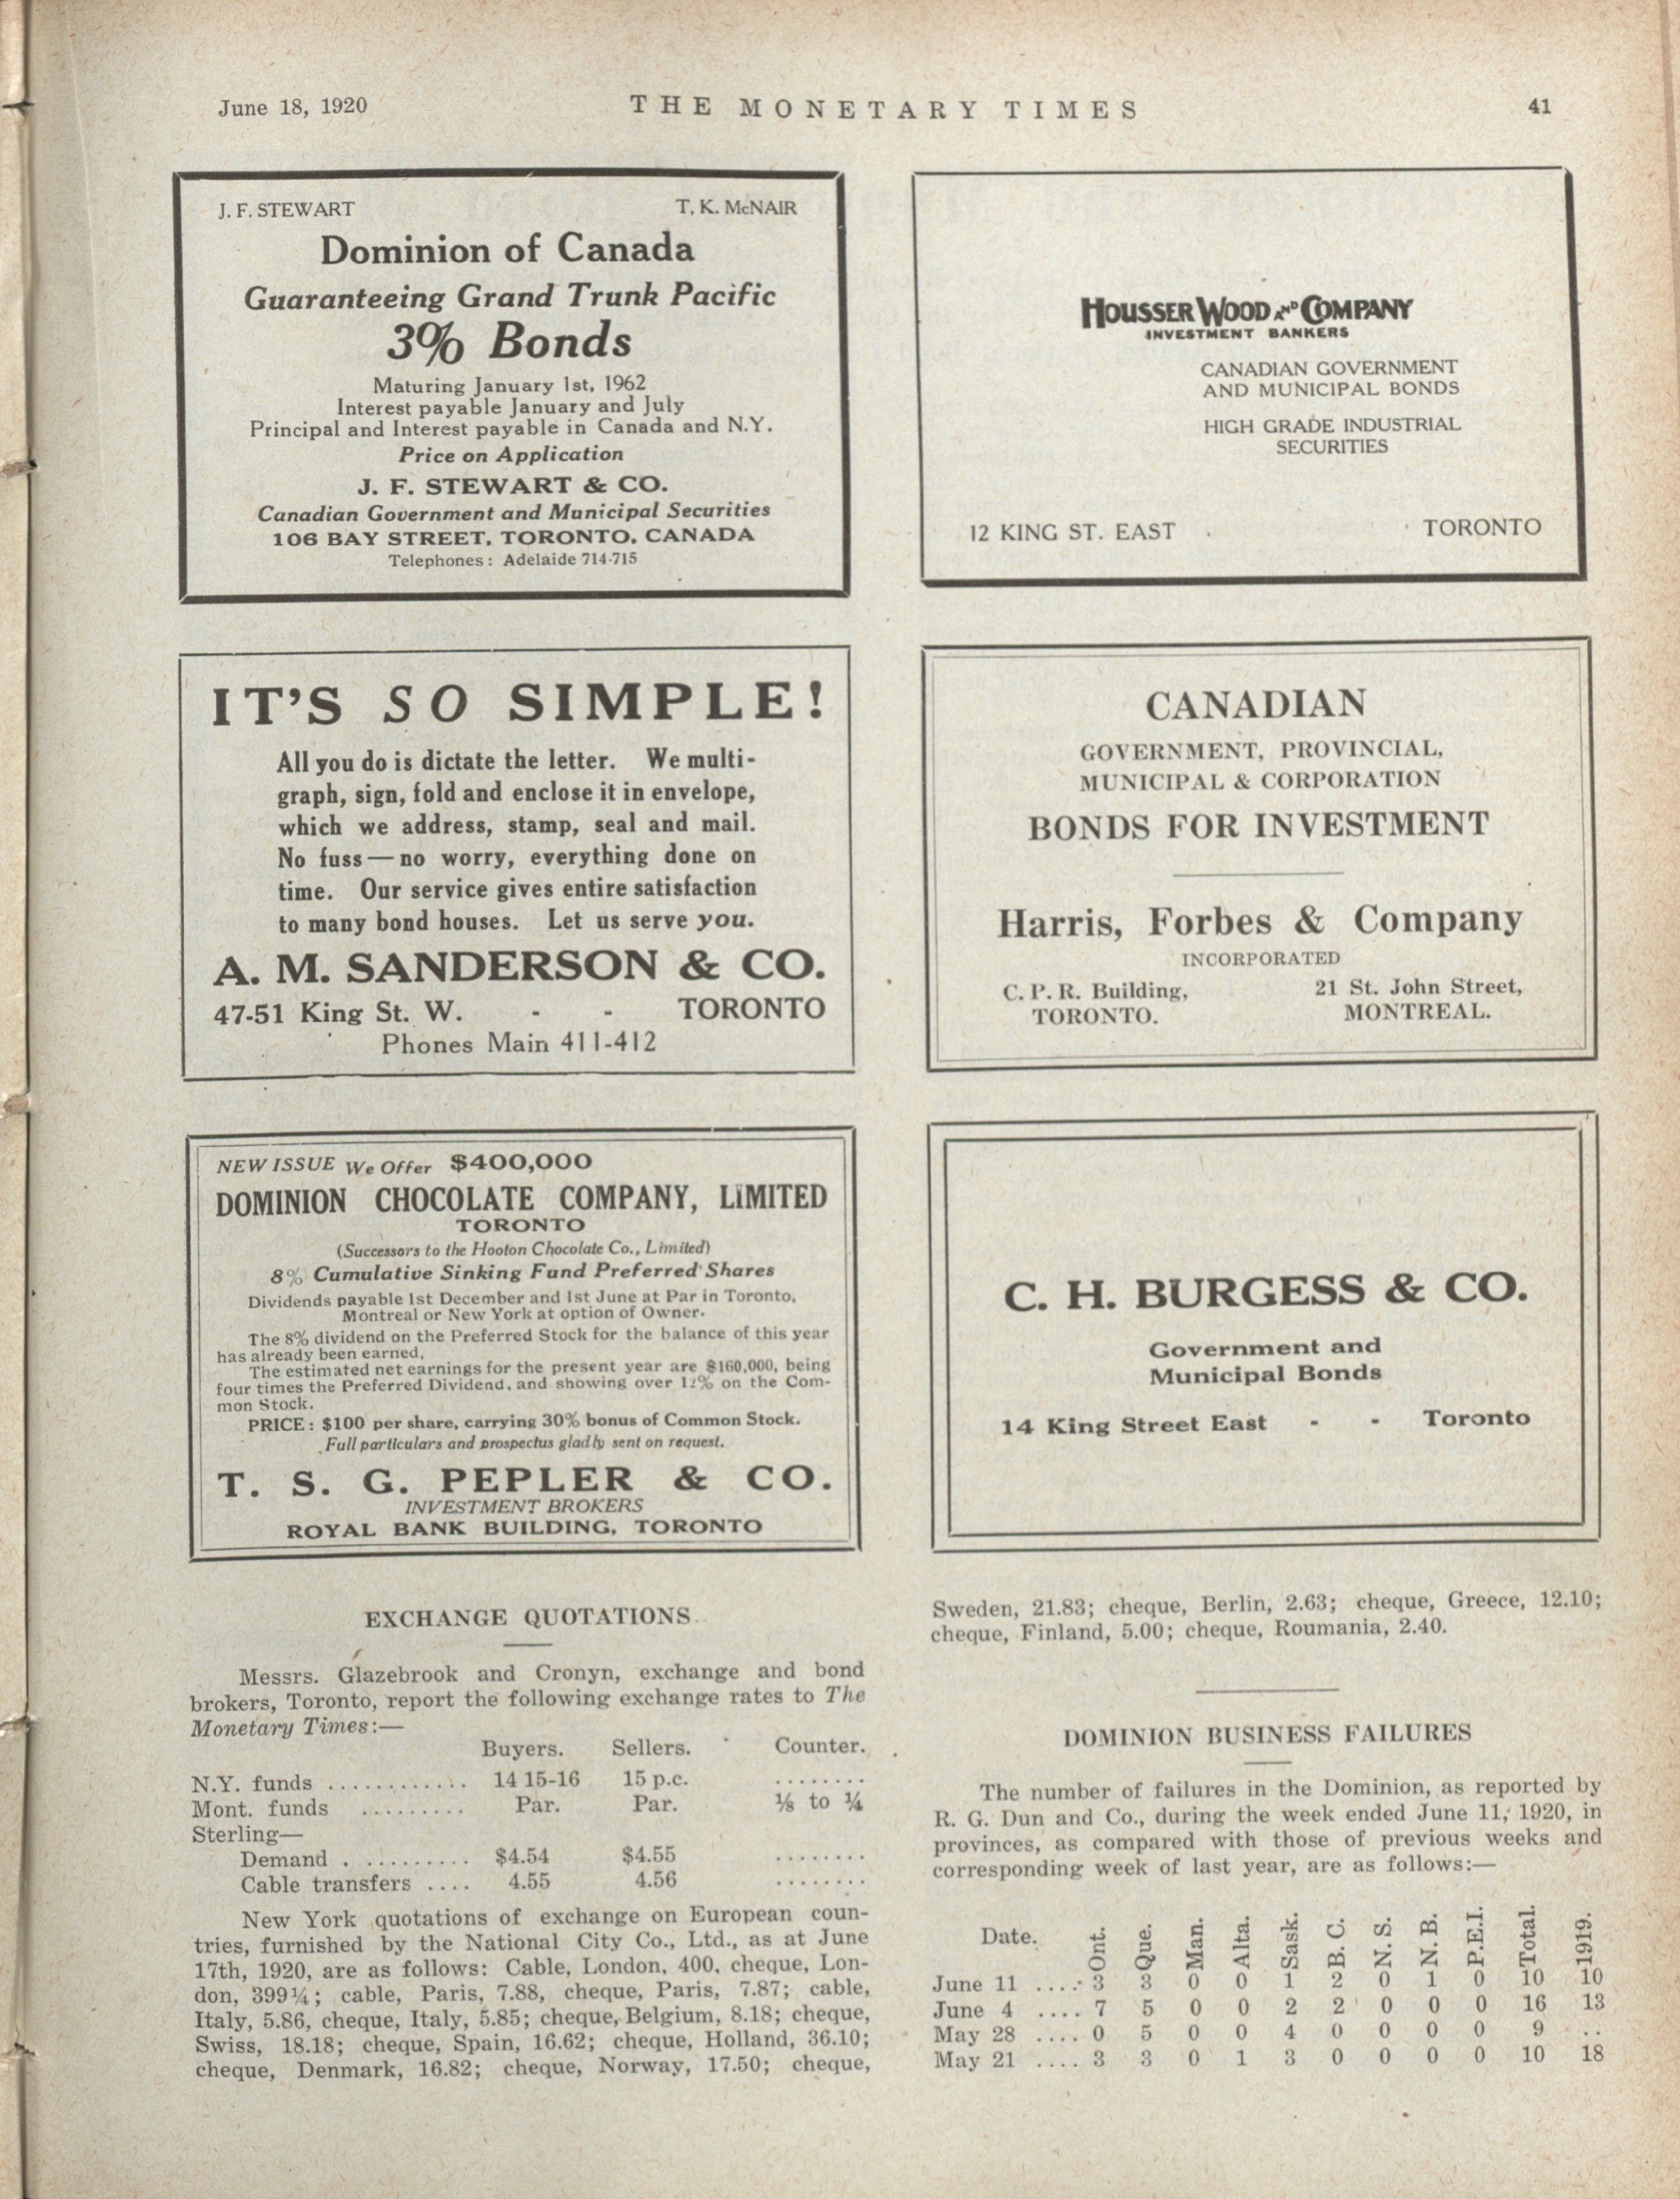 June 18, 1920
THE MONETARY TIMES
41
J. F. STEWART
T. K. McNAIR
Dominion of Canada
Guaranteeing Grand Trunk Pacific
3% Bonds
Maturing January 1st, 1962
Interest payable January and July
Principal and Interest payable in Canada and N.Y.
Price on Application
J. F. STEWART & CO.
Canadian Government and Municipal Securities
106 BAY STREET, TORONTO, CANADA
Telephones: Adelaide 714-715
HOUSSER WOOD AND COMPANY
INVESTMENT BANKERS
CANADIAN GOVERNMENT
AND MUNICIPAL BONDS
HIGH GRADE INDUSTRIAL
SECURITIES
12 KING ST. EAST
TORONTO
IT'S SO SIMPLE!
All you do is dictate the letter. We multi-
graph, sign, fold and enclose it in envelope,
which we address, stamp, seal and mail.
No fuss—no worry, everything done on
time. Our service gives entire satisfaction
to many bond houses. Let us serve you.
A. M. SANDERSON & CO.
47-51 King St. W. - - TORONTO
Phones Main 411-412
CANADIAN
GOVERNMENT, PROVINCIAL,
MUNICIPAL & CORPORATION
BONDS FOR INVESTMENT
Harris, Forbes & Company
INCORPORATED
C. P. R. Building,
TORONTO.
21 St. John Street,
MONTREAL.
NEW ISSUE We Offer $400,000
DOMINION CHOCOLATE COMPANY, LIMITED
TORONTO
(Successors to the Hooton Chocolate Co., Limited)
8% Cumulative Sinking Fund Preferred Shares
Dividends payable 1st December and 1st June at Par in Toronto,
Montreal or New York at option of Owner.
The 8% dividend on the Preferred Stock for the balance of this year
has already been earned.
The estimated net earnings for the present year are $160,000, being
four times the Preferred Dividend, and showing over 12% on the Com-
mon Stock.
PRICE: $100 per share, carrying 30% bonus of Common Stock.
Full particulars and prospectus gladly sent on request.
T. S. G. PEPLER & CO.
INVESTMENT BROKERS
ROYAL BANK BUILDING, TORONTO
C. H. BURGESS & CO.
Government and
Municipal Bonds
14 King Street East - - Toronto
EXCHANGE QUOTATIONS
Messrs. Glazebrook and Cronyn, exchange and bond
brokers, Toronto, report the following exchange rates to The
Monetary Times:—
Buyers. Sellers. Counter.
N.Y. funds ............ 14 15-16 15 p.c. ........
Mont. funds ......... Par. Par. ⅛ to ¼
Sterling—
Demand . ......... $4.54 $4.55 ........
Cable transfers .... 4.55 4.56 ........
New York quotations of exchange on European coun-
tries, furnished by the National City Co., Ltd., as at June
17th, 1920, are as follows: Cable, London, 400, cheque, Lon-
don, 399¼; cable, Paris, 7.88, cheque, Paris, 7.87; cable,
Italy, 5.86, cheque, Italy, 5.85; cheque, Belgium, 8.18; cheque,
Swiss, 18.18; cheque, Spain, 16.62; cheque, Holland, 36.10;
cheque, Denmark, 16.82; cheque, Norway, 17.50; cheque,
Sweden, 21.83; cheque, Berlin, 2.63; cheque, Greece, 12.10;
cheque, Finland, 5.00; cheque, Roumania, 2.40.
DOMINION BUSINESS FAILURES
The number of failures in the Dominion, as reported by
R. G. Dun and Co., during the week ended June 11, 1920, in
provinces, as compared with those of previous weeks and
corresponding week of last year, are as follows:—
Date. Ont. Que. Man. Alta. Sask. B. C. N. S. N. B. P.E.I. Total. 1919.
June 11 .... 3 3 0 0 1 2 0 1 0 10 10
June 4 .... 7 5 0 0 2 2 0 0 0 16 13
May 28 .... 0 5 0 0 4 0 0 0 0 9 ..
May 21 .... 3 3 0 1 3 0 0 0 0 10 18